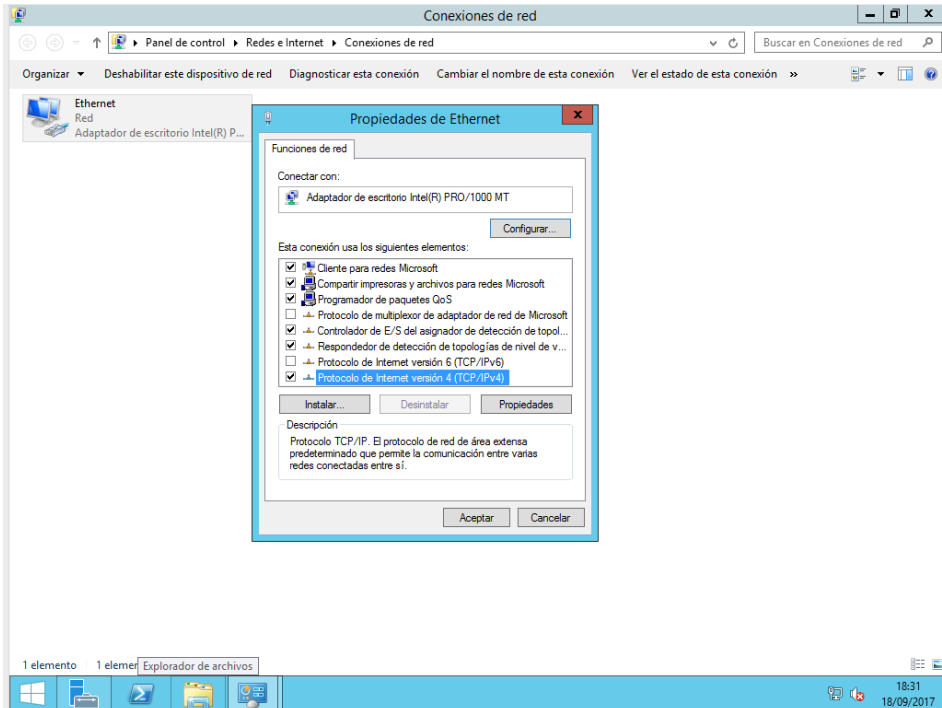 Conexiones de red
Panel de control Redes e Internet Conexiones de red
Buscar en Conexiones de red
Organizar Deshabilitar este dispositivo de red Diagnosticar esta conexión Cambiar el nombre de esta conexión Ver el estado de esta conexión »
Ethernet
Red
Adaptador de escritorio Intel(R) P...
Propiedades de Ethernet
Funciones de red
Conectar con:
Adaptador de escritorio Intel(R) PRO/1000 MT
Configurar...
Esta conexión usa los siguientes elementos:
Cliente para redes Microsoft
Compartir impresoras y archivos para redes Microsoft
Programador de paquetes QoS
Protocolo de multiplexor de adaptador de red de Microsoft
Controlador de E/S del asignador de detección de topol...
Respondedor de detección de topologías de nivel de v...
Protocolo de Internet versión 6 (TCP/IPv6)
Protocolo de Internet versión 4 (TCP/IPv4)
Instalar... Desinstalar Propiedades
Descripción
Protocolo TCP/IP. El protocolo de red de área extensa
predeterminado que permite la comunicación entre varias
redes conectadas entre sí.
Aceptar Cancelar
1 elemento 1 elemer Explorador de archivos
18:31
18/09/2017